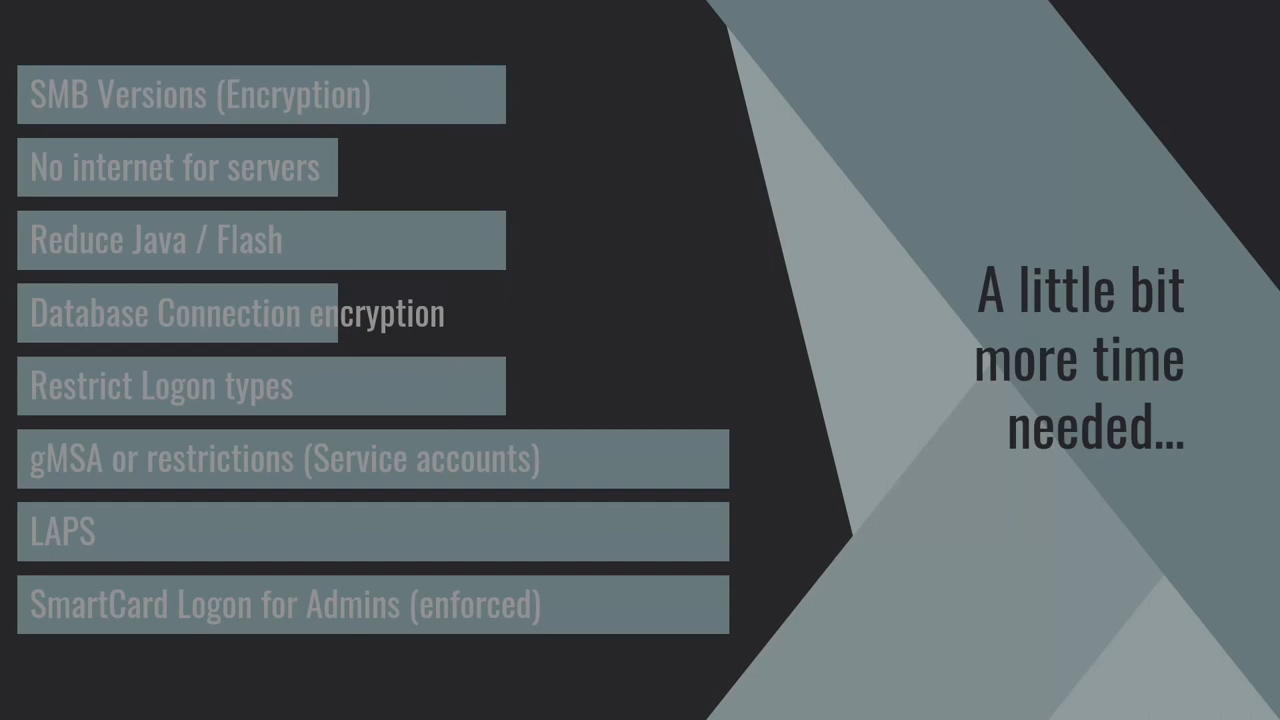 SMB Versions (Encryption)
No internet for servers
Reduce Java / Flash
Database Connection encryption
Restrict Logon types
gMSA or restrictions (Service accounts)
LAPS
SmartCard Logon for Admins (enforced)
A little bit
more time
needed...